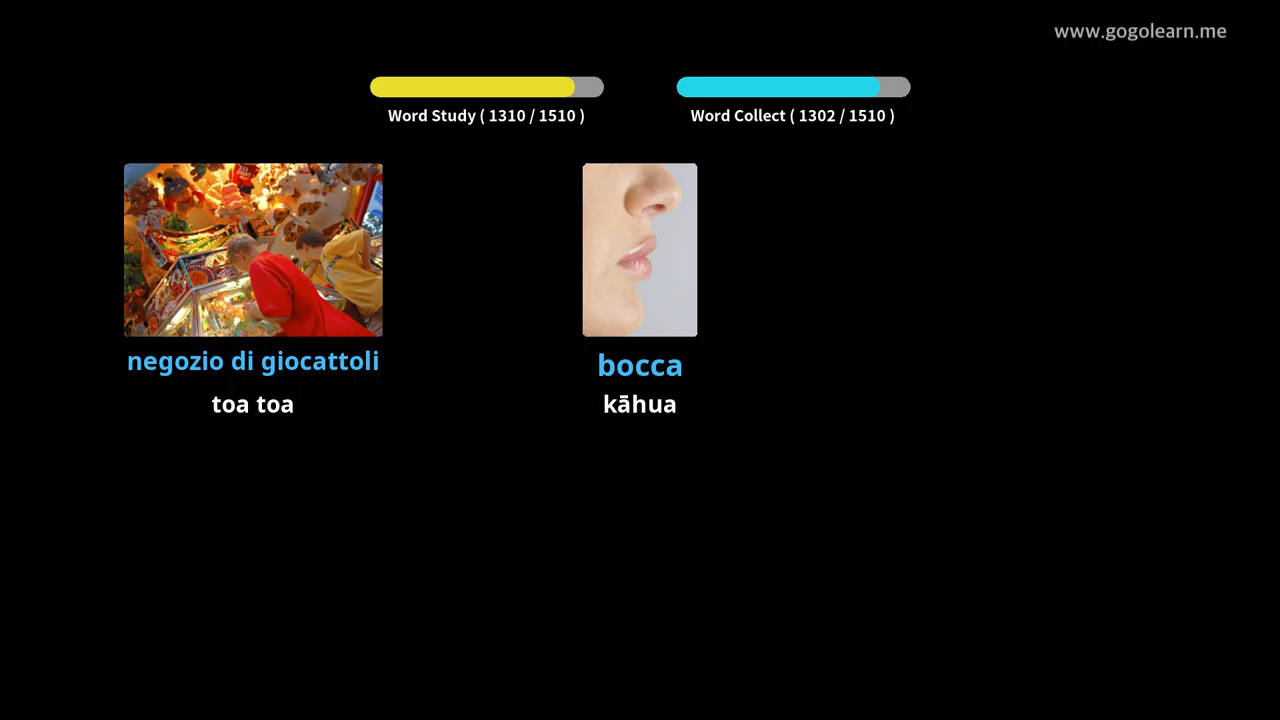 www.gogolearn.me
Word Study ( 1310 / 1510 )
Word Collect ( 1302 / 1510 )
negozio di giocattoli
toa toa
bocca
kāhua